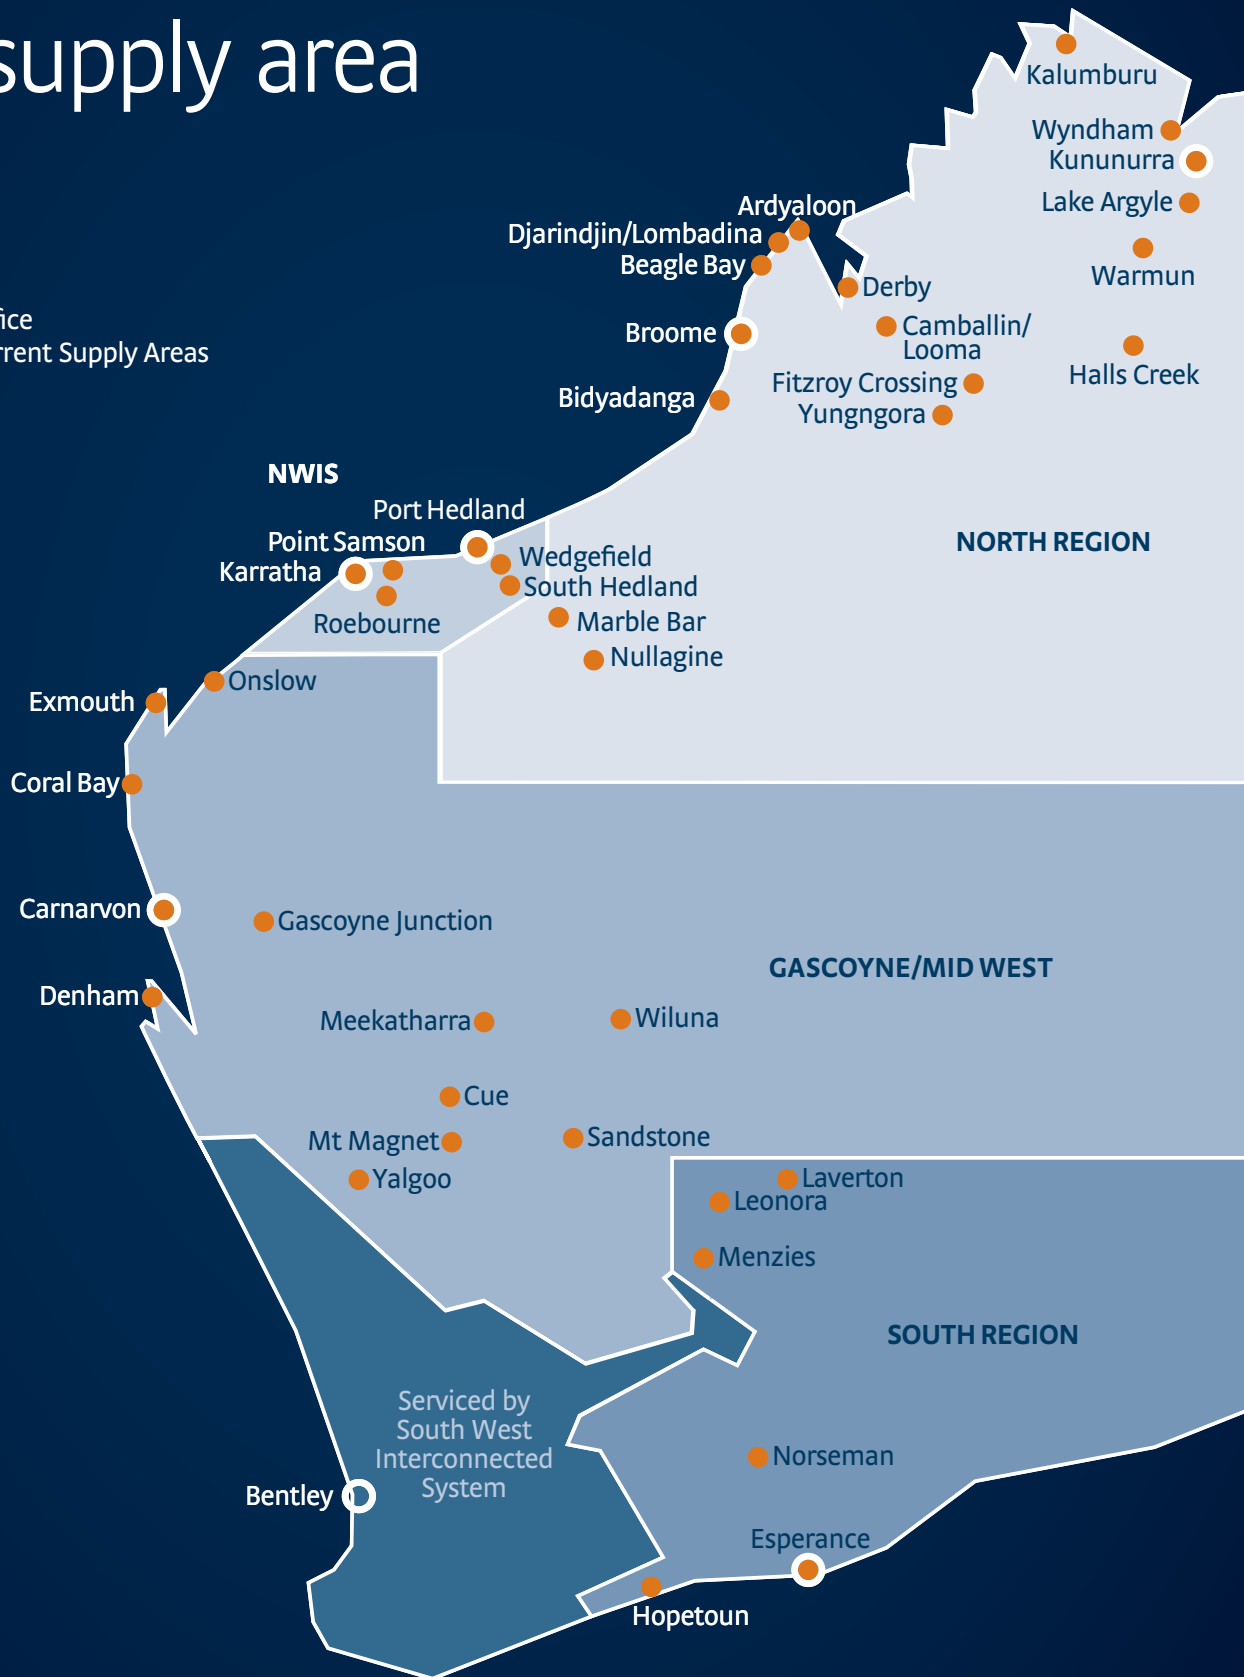 supply area
Kalumburu
Wyndham
Kununurra
Lake Argyle
Ardyaloon
Djarindjin/Lombadina
Beagle Bay
Warmun
Derby
fice
rrent Supply Areas
Broome
Camballin/
Looma
Halls Creek
Fitzroy Crossing
Bidyadanga
Yungngora
NWIS
Port Hedland
Point Samson
NORTH REGION
Karratha
Wedgefield
South Hedland
Roebourne
Marble Bar
Nullagine
Onslow
Exmouth
Coral Bay
Carnarvon
Gascoyne Junction
GASCOYNE/MID WEST
Denham
Meekatharra
Wiluna
Cue
Mt Magnet
Sandstone
Yalgoo
Laverton
Leonora
Menzies
SOUTH REGION
Serviced by
South West
Interconnected
System
Norseman
Bentley
Esperance
Hopetoun